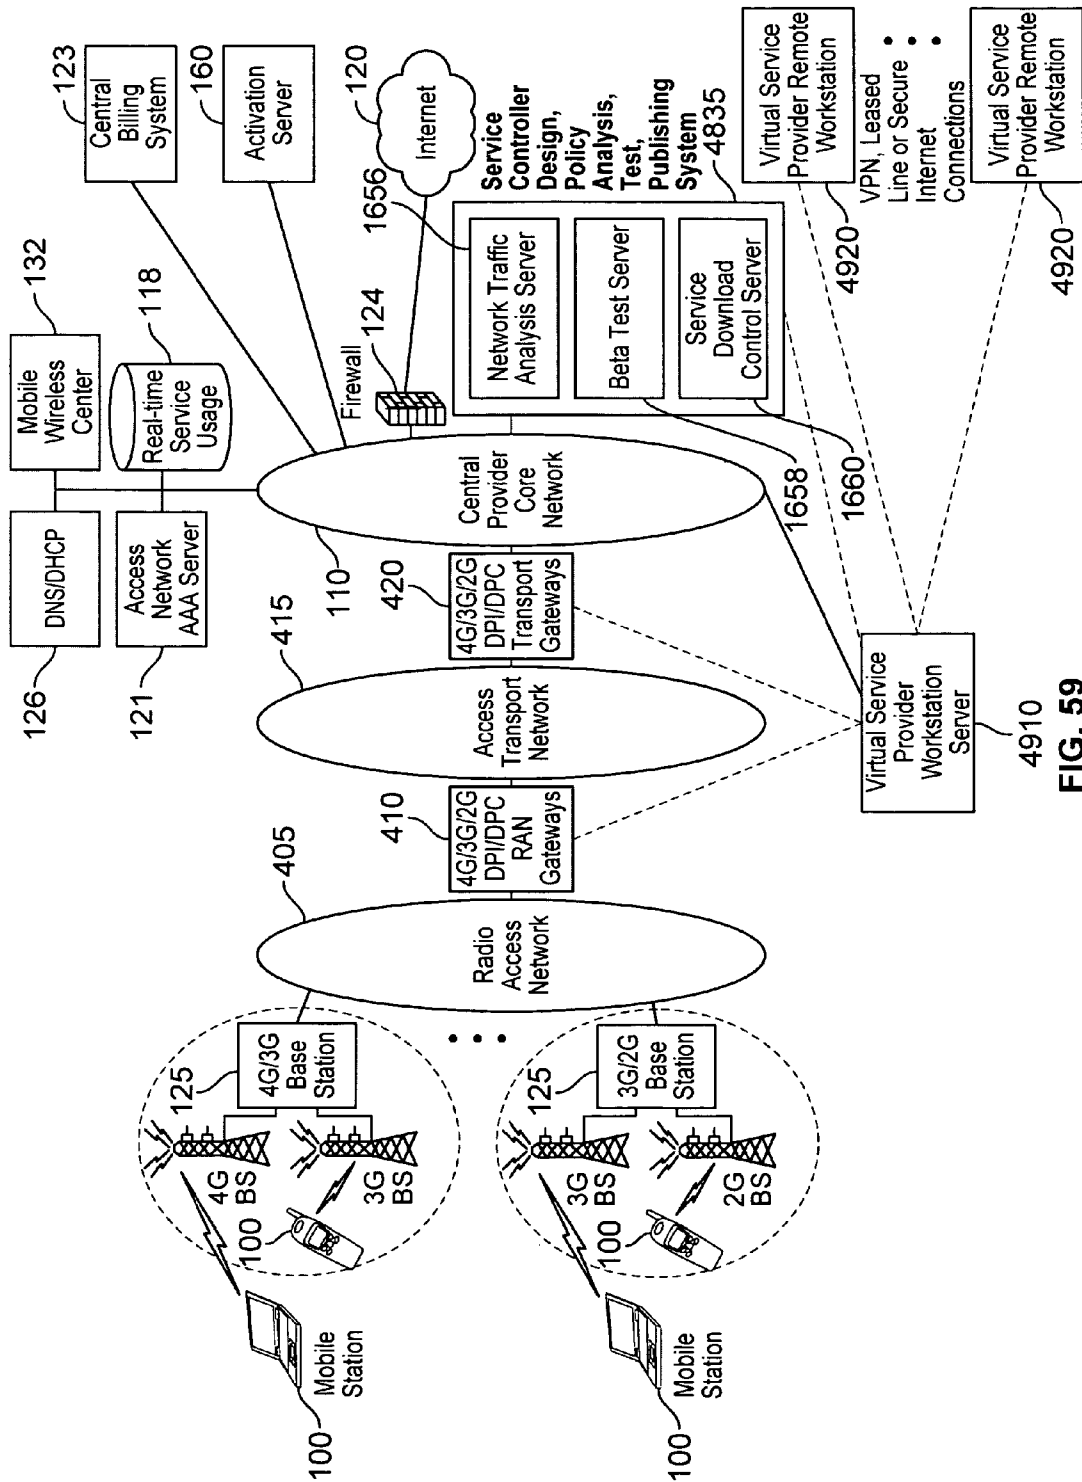 Mobile
Station
100
100
4G
BS
3G
BS
125
4G/3G
Base
Station
Mobile
Station
100
100
3G
BS
2G
BS
125
3G/2G
Base
Station
405
Radio
Access
Network
410
4G/3G/2G
DPI/DPC
RAN
Gateways
415
Access
Transport
Network
420
4G/3G/2G
DPI/DPC
Transport
Gateways
110
Central
Provider
Core
Network
126
DNS/DHCP
121
Access
Network
AAA Server
132
Mobile
Wireless
Center
118
Real-time
Service
Usage
123
Central
Billing
System
160
Activation
Server
120
Internet
Firewall
124
Service
Controller
Design,
Policy
Analysis,
Test,
Publishing
System
4835
1656
Network Traffic
Analysis Server
Beta Test Server
1658
Service
Download
Control Server
1660
Virtual Service
Provider Remote
Workstation
4920
VPN, Leased
Line or Secure
Internet
Connections
Virtual Service
Provider Remote
Workstation
4920
Virtual Service
Provider
Workstation
Server
4910
FIG. 59